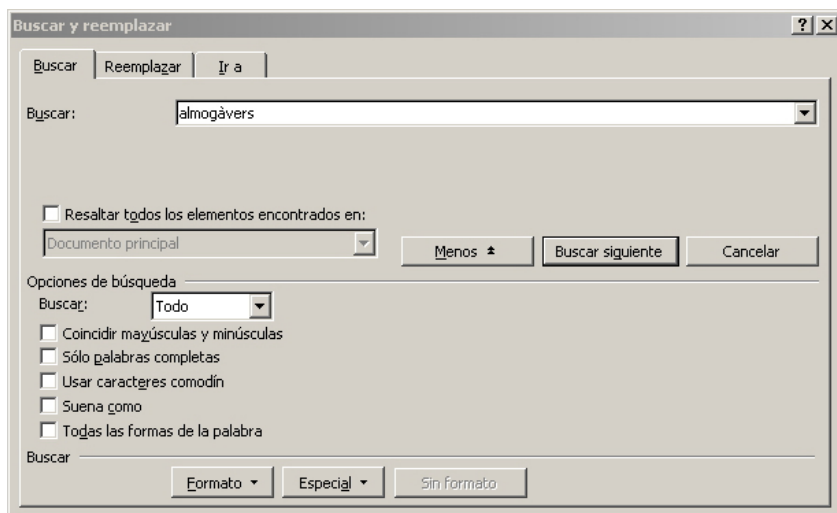 Buscar y reemplazar
Buscar Reemplazar Ir a
Buscar: almogàvers
Resaltar todos los elementos encontrados en:
Documento principal
Menos Buscar siguiente Cancelar
Opciones de búsqueda
Buscar: Todo
Coincidir mayúsculas y minúsculas
Sólo palabras completas
Usar caracteres comodín
Suena como
Todas las formas de la palabra
Buscar
Formato Especial Sin formato